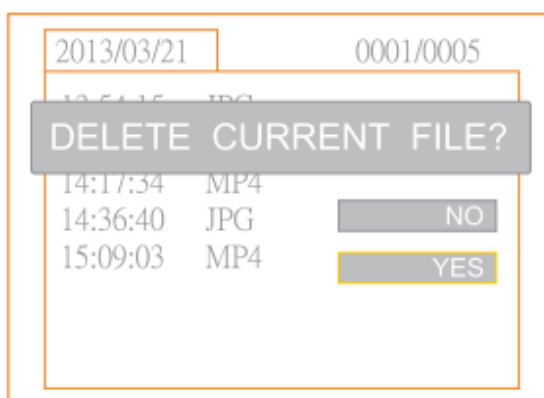 2013/03/21 0001/0005
DELETE CURRENT FILE?
14:17:34 MP4
14:36:40 JPG
NO
15:09:03 MP4
YES